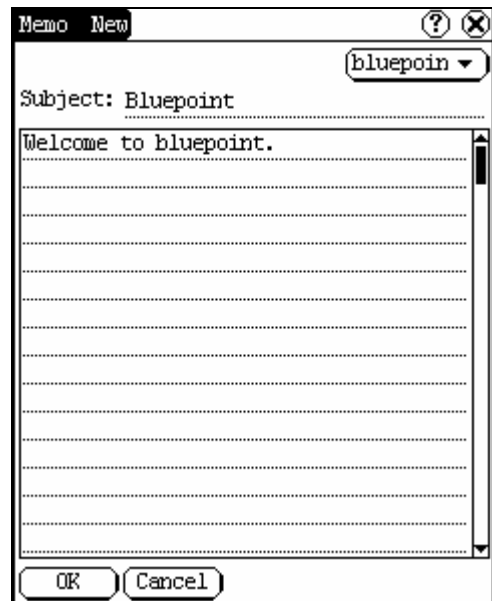 Memo New ?
bluepoin
Subject: Bluepoint
Welcome to bluepoint.
OK Cancel